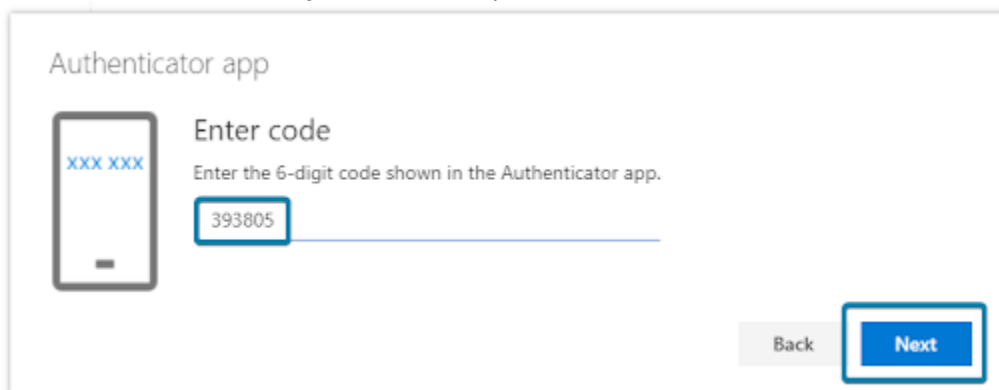 Authenticator app
Enter code
xxx xxx
Enter the 6-digit code shown in the Authenticator app.
393805
Back
Next